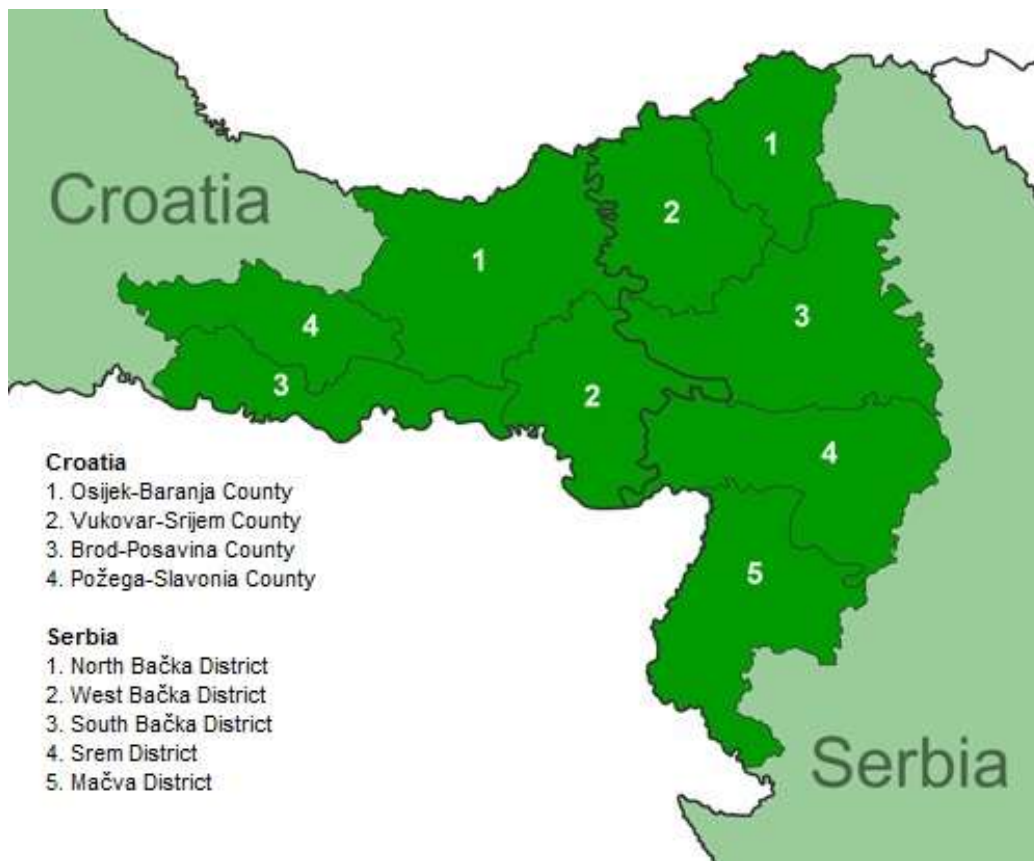 1
2
Croatia
1
3
4
3
2
4
Croatia
1. Osijek-Baranja County
2. Vukovar-Srijem County
3. Brod-Posavina County
4. Požega-Slavonia County
5
Serbia
1. North Bačka District
2. West Bačka District
3. South Bačka District
4. Srem District
5. Mačva District
Serbia